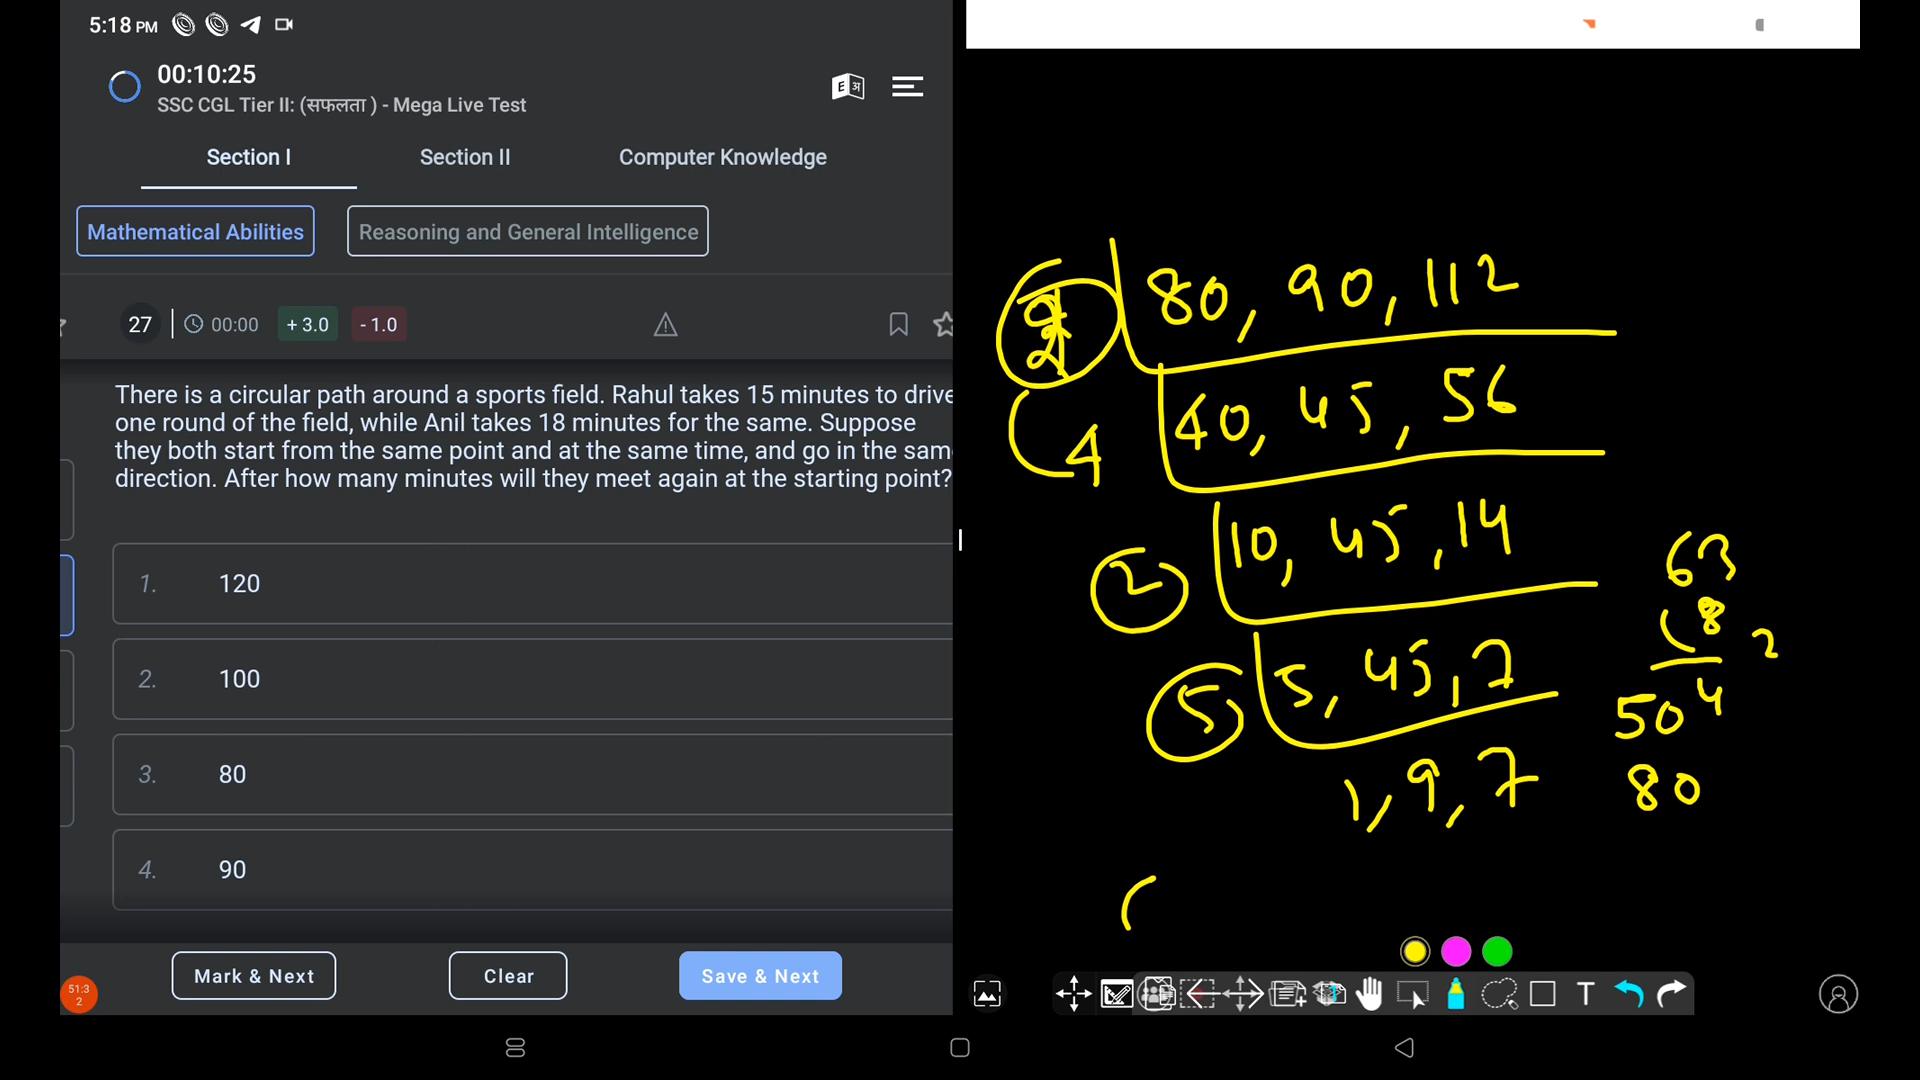 5:18 PM
00:10:25
SSC CGL Tier II: (सफलता ) - Mega Live Test
E अ
Section I Section II Computer Knowledge
Mathematical Abilities Reasoning and General Intelligence
27 00:00 + 3.0 - 1.0
There is a circular path around a sports field. Rahul takes 15 minutes to drive
one round of the field, while Anil takes 18 minutes for the same. Suppose
they both start from the same point and at the same time, and go in the sam
direction. After how many minutes will they meet again at the starting point?
1. 120
2. 100
3. 80
4. 90
Mark & Next Clear Save & Next
51:3
2
80, 90, 112
4 40, 45, 56
2 10, 45, 14
5 5, 45, 7
1, 9, 7
63
8 2
504
80
T